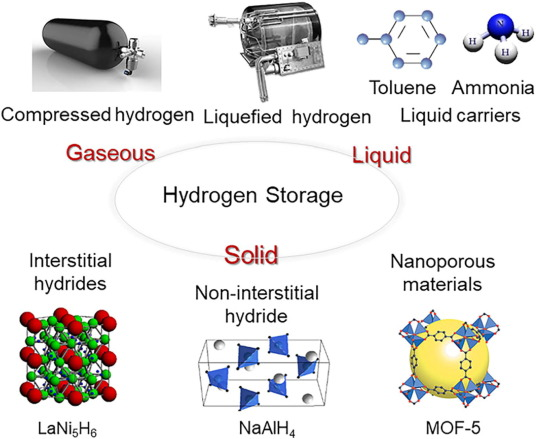 N
H
H
H
Toluene
Ammonia
Compressed hydrogen
Liquefied hydrogen
Liquid carriers
Gaseous
Liquid
Hydrogen Storage
Solid
Interstitial
hydrides
Non-interstitial
hydride
Nanoporous
materials
LaNi₅H₆
NaAlH₄
MOF-5